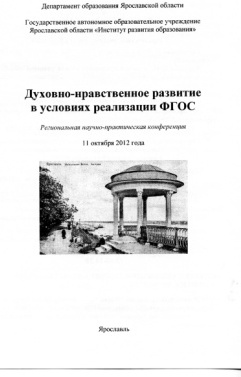 Департамент образования Ярославской области
Государственное автономное образовательное учреждение
Ярославской области «Институт развития образования»
Духовно-нравственное развитие
в условиях реализации ФГОС
Региональная научно-практическая конференция
11 октября 2012 года
Ярославль